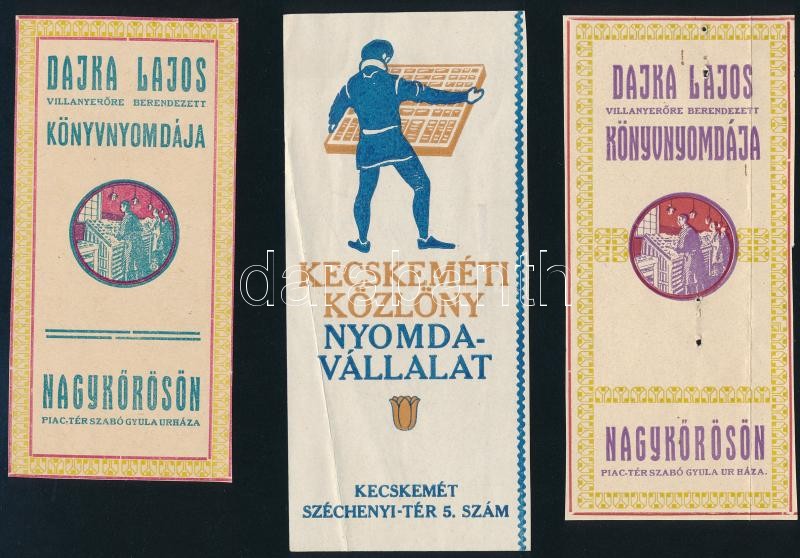 DAJKA LAJOS
VILLANYERŐRE BERENDEZETT
KÖNYVNYOMDÁJA
NAGYKŐRÖSÖN
PIAC-TÉR SZABÓ GYULA URHÁZA
KECSKEMÉTI
KÖZLÖNY
NYOMDA-
VÁLLALAT
KECSKEMÉT
SZÉCHENYI-TÉR 5. SZÁM
DAJKA LAJOS
VILLANYERŐRE BERENDEZETT
KÖNYVNYOMDÁJA
NAGYKŐRÖSÖN
PIAC-TÉR SZABÓ GYULA UR HÁZA.
darabanth